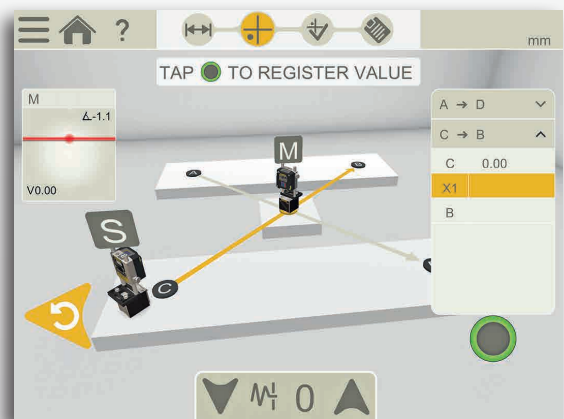 ?
mm
TAP TO REGISTER VALUE
M
∡-1.1
V0.00
A → D
C → B
C 0.00
X1
B
A
M
B
S
C
0